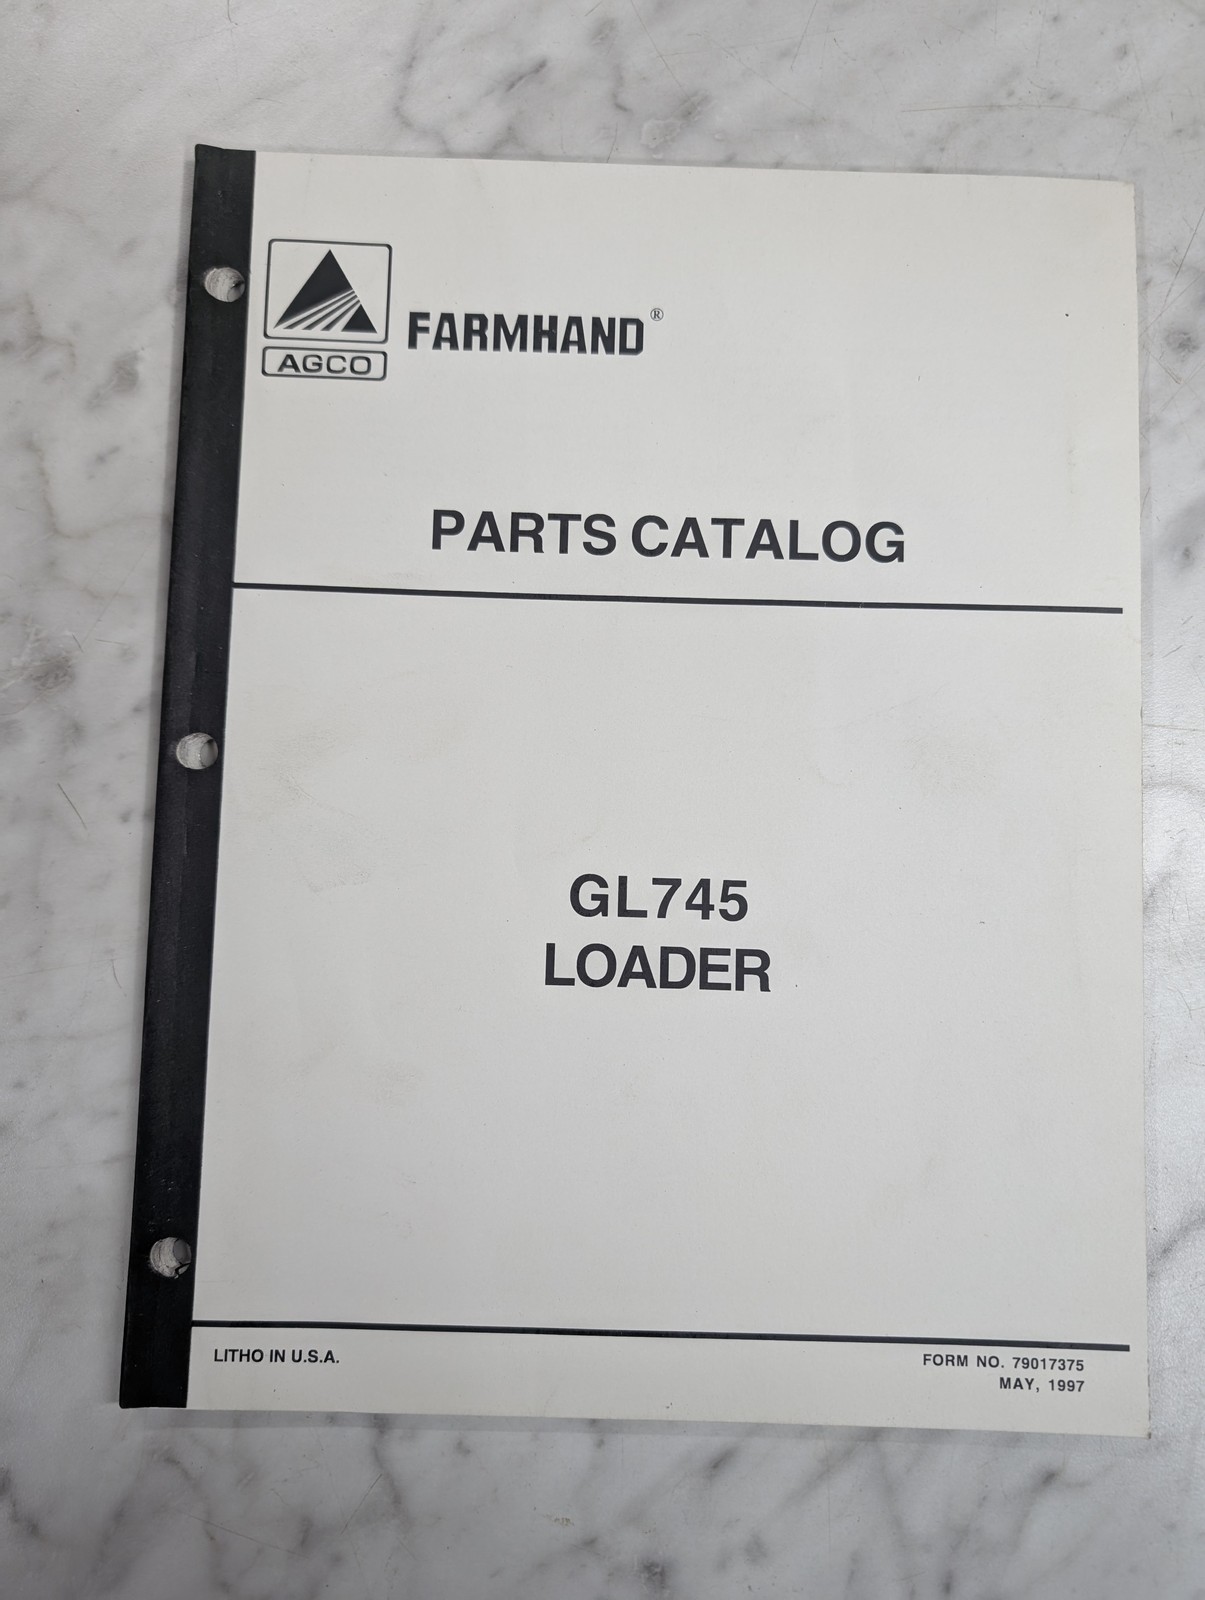 AGCO
FARMHAND®
PARTS CATALOG
GL745
LOADER
LITHO IN U.S.A.
FORM NO. 79017375
MAY, 1997